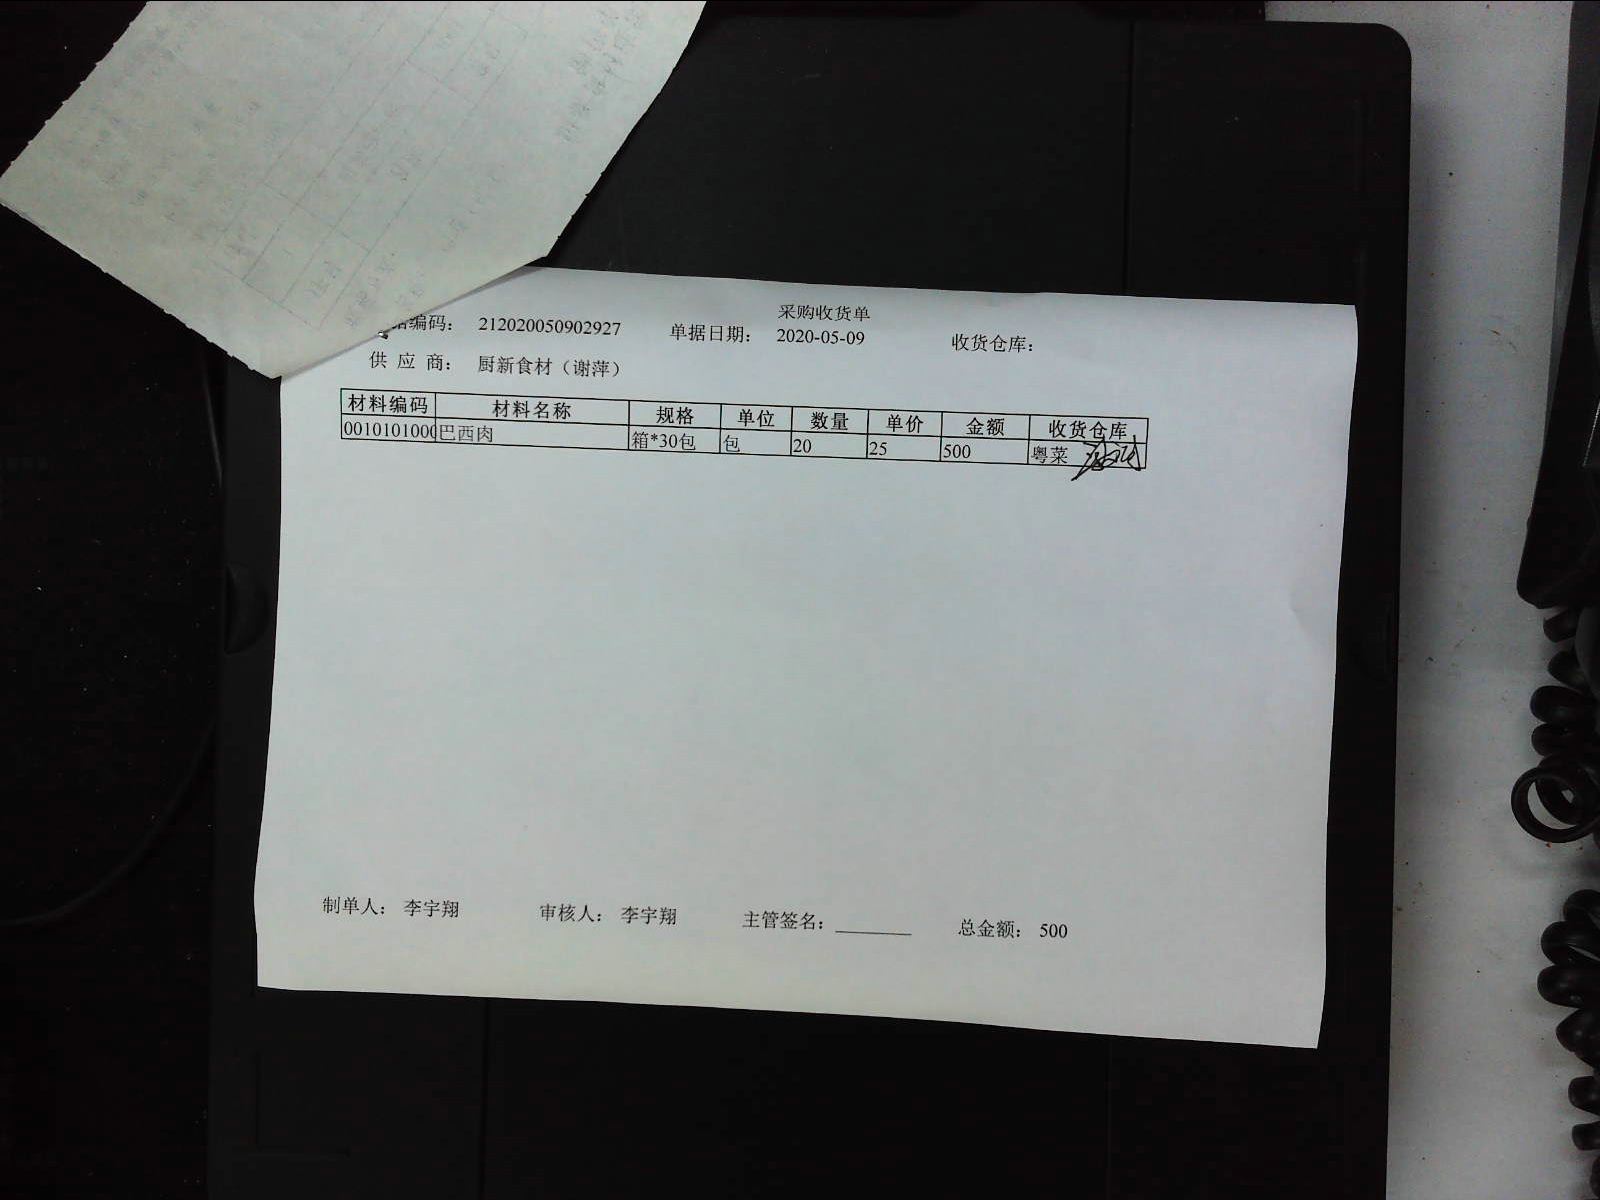 采购收货单
据编码： 212020050902927 单据日期： 2020-05-09 收货仓库：
供 应 商： 厨新食材（谢萍）
材料编码 材料名称 规格 单位 数量 单价 金额 收货仓库
0010101000 巴西肉 箱*30包 包 20 25 500 粤菜
制单人： 李宇翔 审核人： 李宇翔 主管签名： 总金额： 500